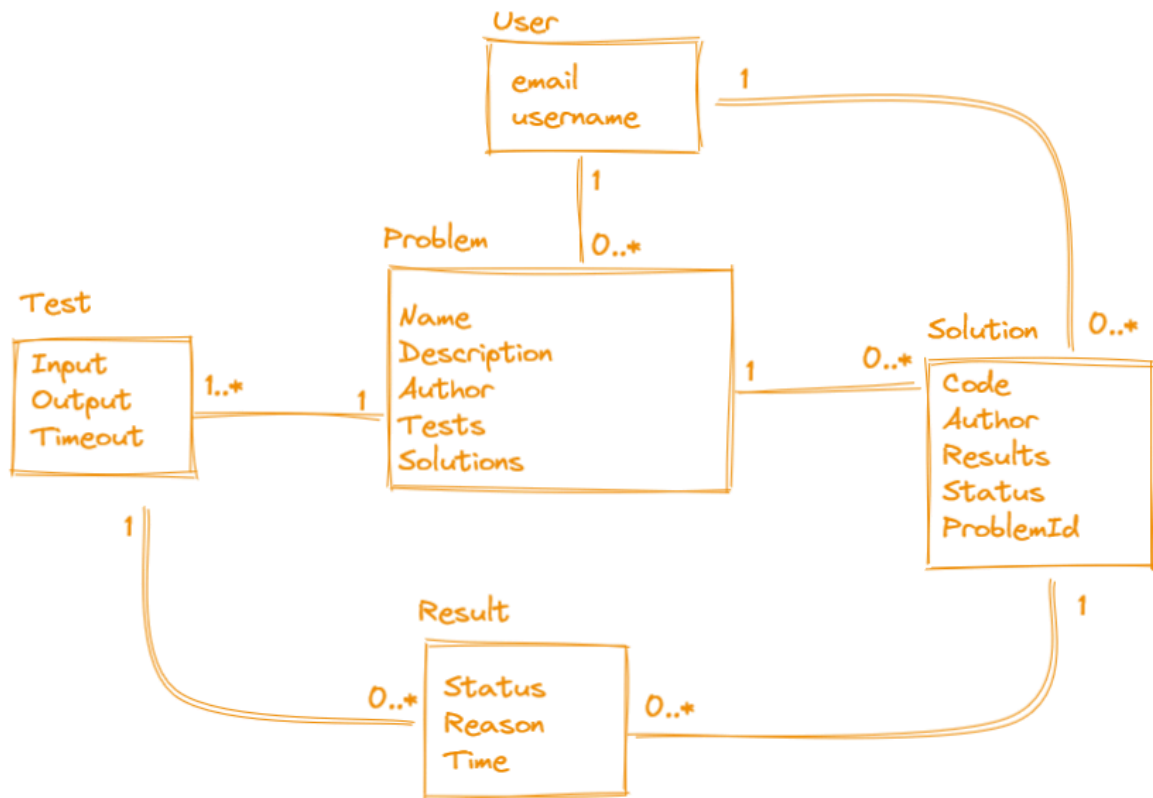 User
email
username
1
1
0..*
Problem
Name
Description
Author
Tests
Solutions
Test
Input
Output
Timeout
1..*
1
1
0..*
Solution
0..*
Code
Author
Results
Status
ProblemId
1
1
Result
Status
Reason
Time
0..*
0..*